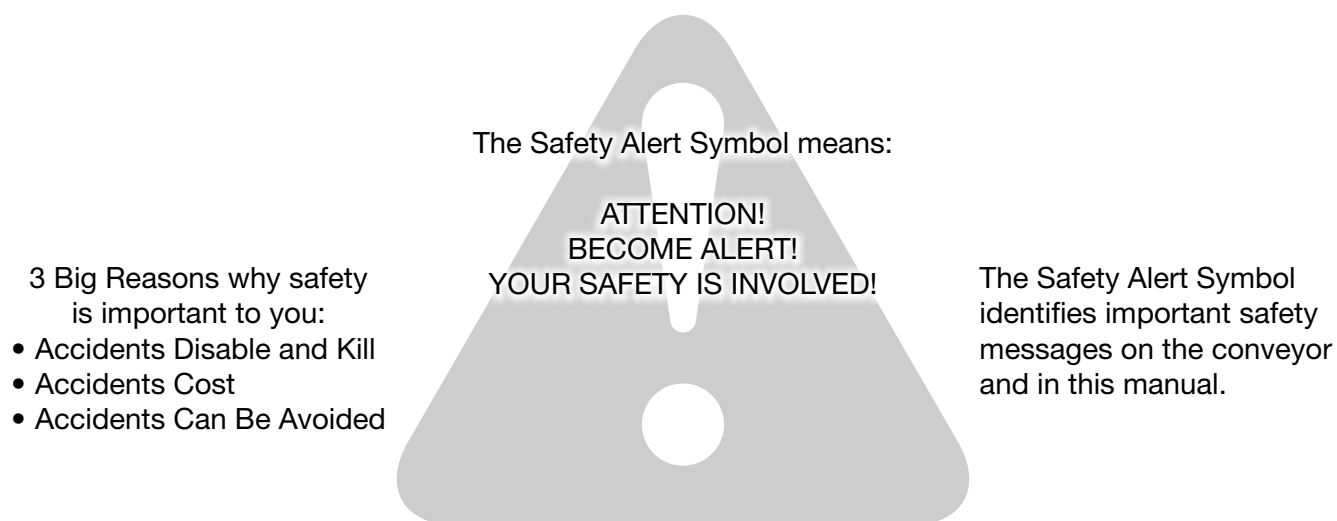 The Safety Alert Symbol means:
ATTENTION!
BECOME ALERT!
YOUR SAFETY IS INVOLVED!
3 Big Reasons why safety
is important to you:
• Accidents Disable and Kill
• Accidents Cost
• Accidents Can Be Avoided
The Safety Alert Symbol
identifies important safety
messages on the conveyor
and in this manual.